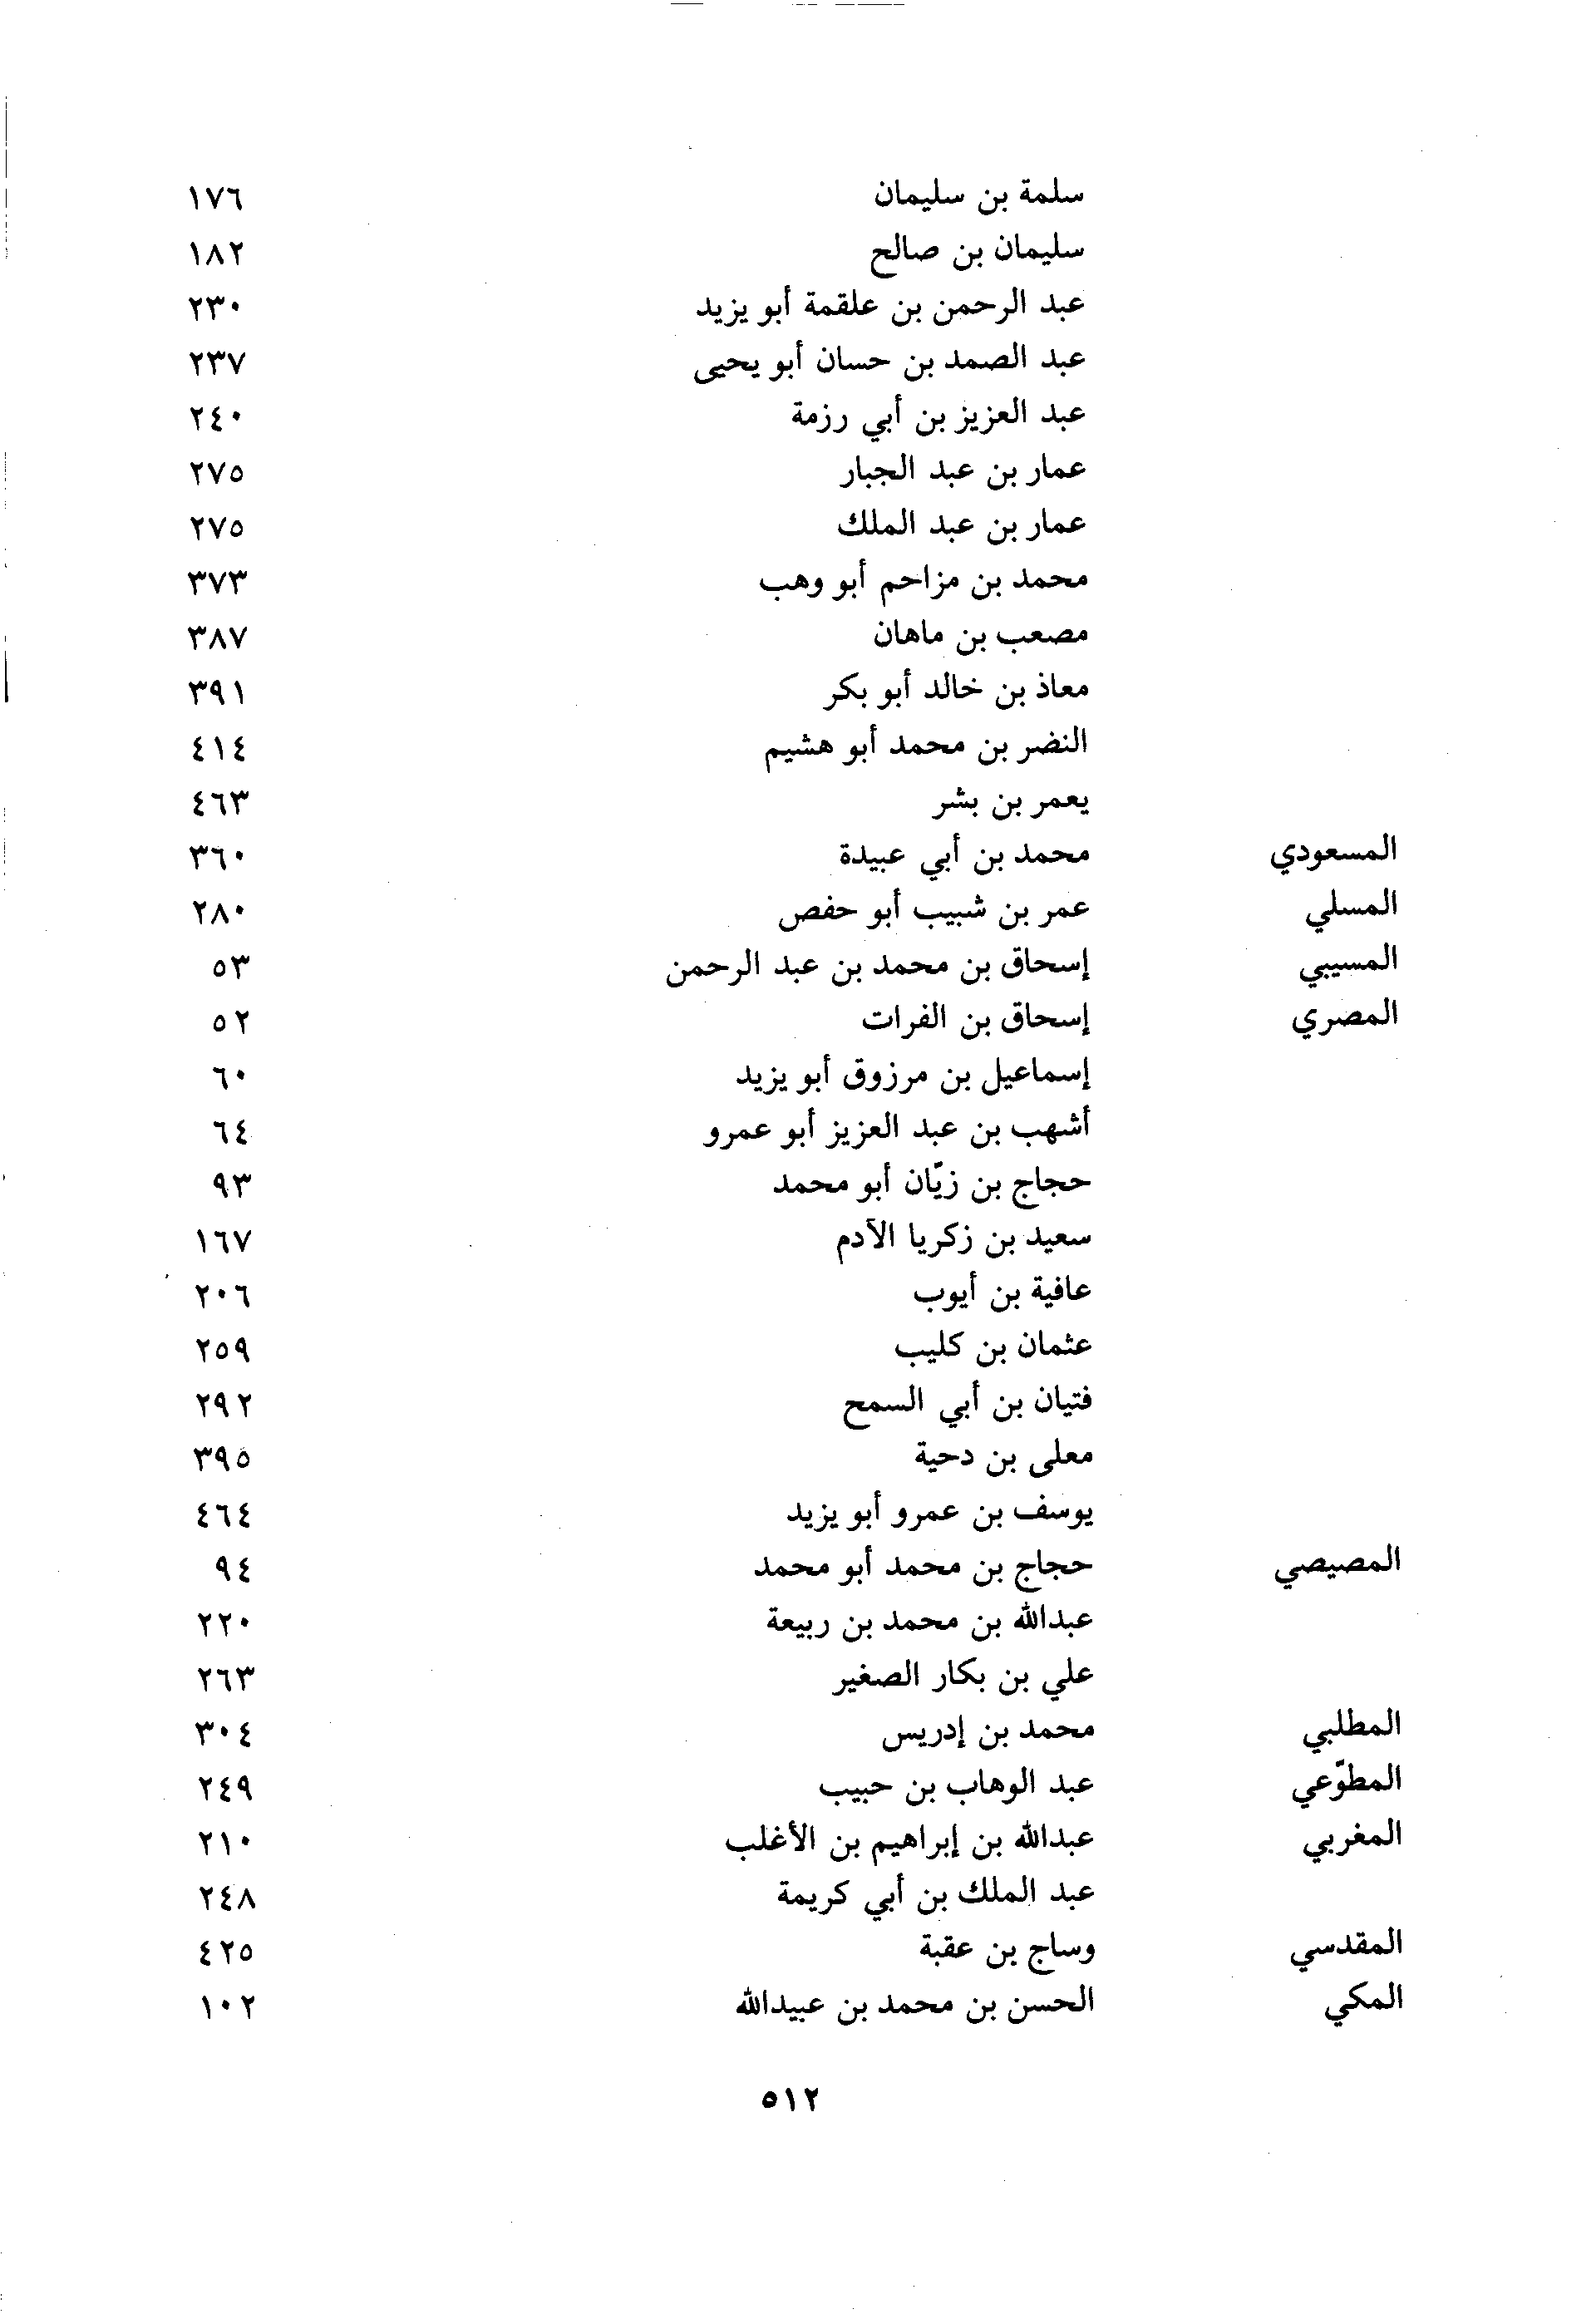 سلمة بن سليمان ١٧٦
سليمان بن صالح ١٨٢
عبد الرحمن بن علقمة أبو يزيد ٢٣٠
عبد الصمد بن حسان أبو يحيى ٢٣٧
عبد العزيز بن أبي رزمة ٢٤٠
عمار بن عبد الجبار ٢٧٥
عمار بن عبد الملك ٢٧٥
محمد بن مزاحم أبو وهب ٣٧٣
مصعب بن ماهان ٣٨٧
معاذ بن خالد أبو بكر ٣٩١
النضر بن محمد أبو هشيم ٤١٤
يعمر بن بشر ٤٦٣
المسعودي محمد بن أبي عبيدة ٣٦٠
المسلي عمر بن شبيب أبو حفص ٢٨٠
المسيبي إسحاق بن محمد بن عبد الرحمن ٥٣
المصري إسحاق بن الفرات ٥٢
إسماعيل بن مرزوق أبو يزيد ٦٠
أشهب بن عبد العزيز أبو عمرو ٦٤
حجاج بن زيّان أبو محمد ٩٣
سعيد بن زكريا الآدم ١٦٧
عافية بن أيوب ٢٠٦
عثمان بن كليب ٢٥٩
فتيان بن أبي السمح ٢٩٢
معلى بن دحية ٣٩٥
يوسف بن عمرو أبو يزيد ٤٦٤
المصيصي حجاج بن محمد أبو محمد ٩٤
عبدالله بن محمد بن ربيعة ٢٢٠
علي بن بكار الصغير ٢٦٣
المطلبي محمد بن إدريس ٣٠٤
المطوّعي عبد الوهاب بن حبيب ٢٤٩
المغربي عبدالله بن إبراهيم بن الأغلب ٢١٠
عبد الملك بن أبي كريمة ٢٤٨
المقدسي وساج بن عقبة ٤٢٥
المكي الحسن بن محمد بن عبيدالله ١٠٢
٥١٢